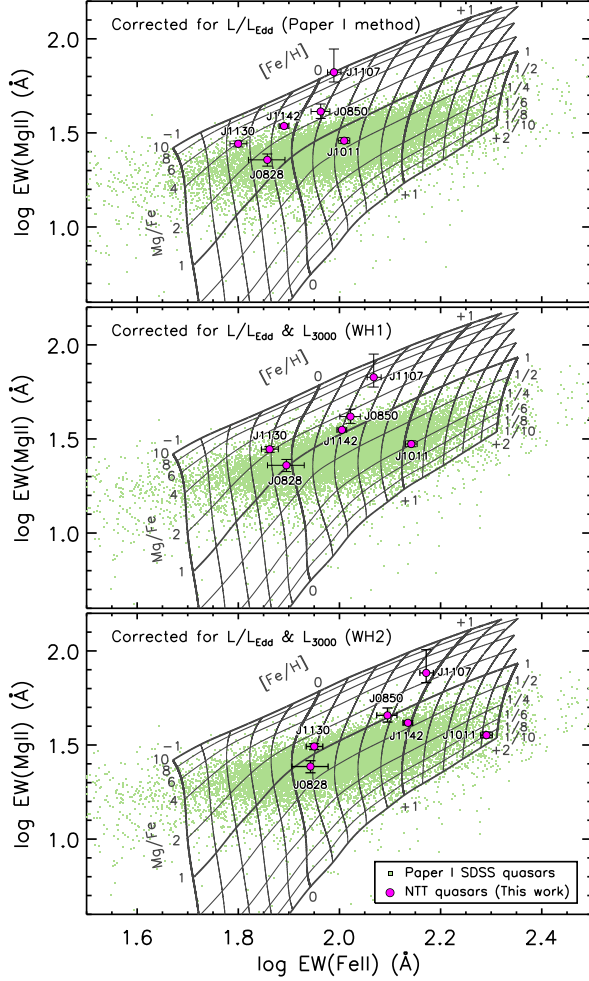 Corrected for L/L_Edd (Paper I method)
+1
[Fe/H]
0
J1107
1
1/2
1/4
1/6
1/8
1/10
+2
J0850
J1142
J1130
J1011
J0828
−1
10
8
6
4
2
1
Mg/Fe
+1
0
2.0
1.5
1.0
log EW(MgII) (Å)
Corrected for L/L_Edd & L_3000 (WH1)
+1
[Fe/H]
0
J1107
1
1/2
1/4
1/6
1/8
1/10
+2
J0850
J1142
J1130
J1011
J0828
−1
10
8
6
4
2
1
Mg/Fe
+1
0
2.0
1.5
1.0
log EW(MgII) (Å)
Corrected for L/L_Edd & L_3000 (WH2)
+1
[Fe/H]
0
J1107
1
1/2
1/4
1/6
1/8
1/10
+2
J0850
J1142
J1130
J1011
J0828
−1
10
8
6
4
2
1
Mg/Fe
+1
0
2.0
1.5
1.0
log EW(MgII) (Å)
Paper I SDSS quasars
NTT quasars (This work)
1.6 1.8 2.0 2.2 2.4
log EW(FeII) (Å)